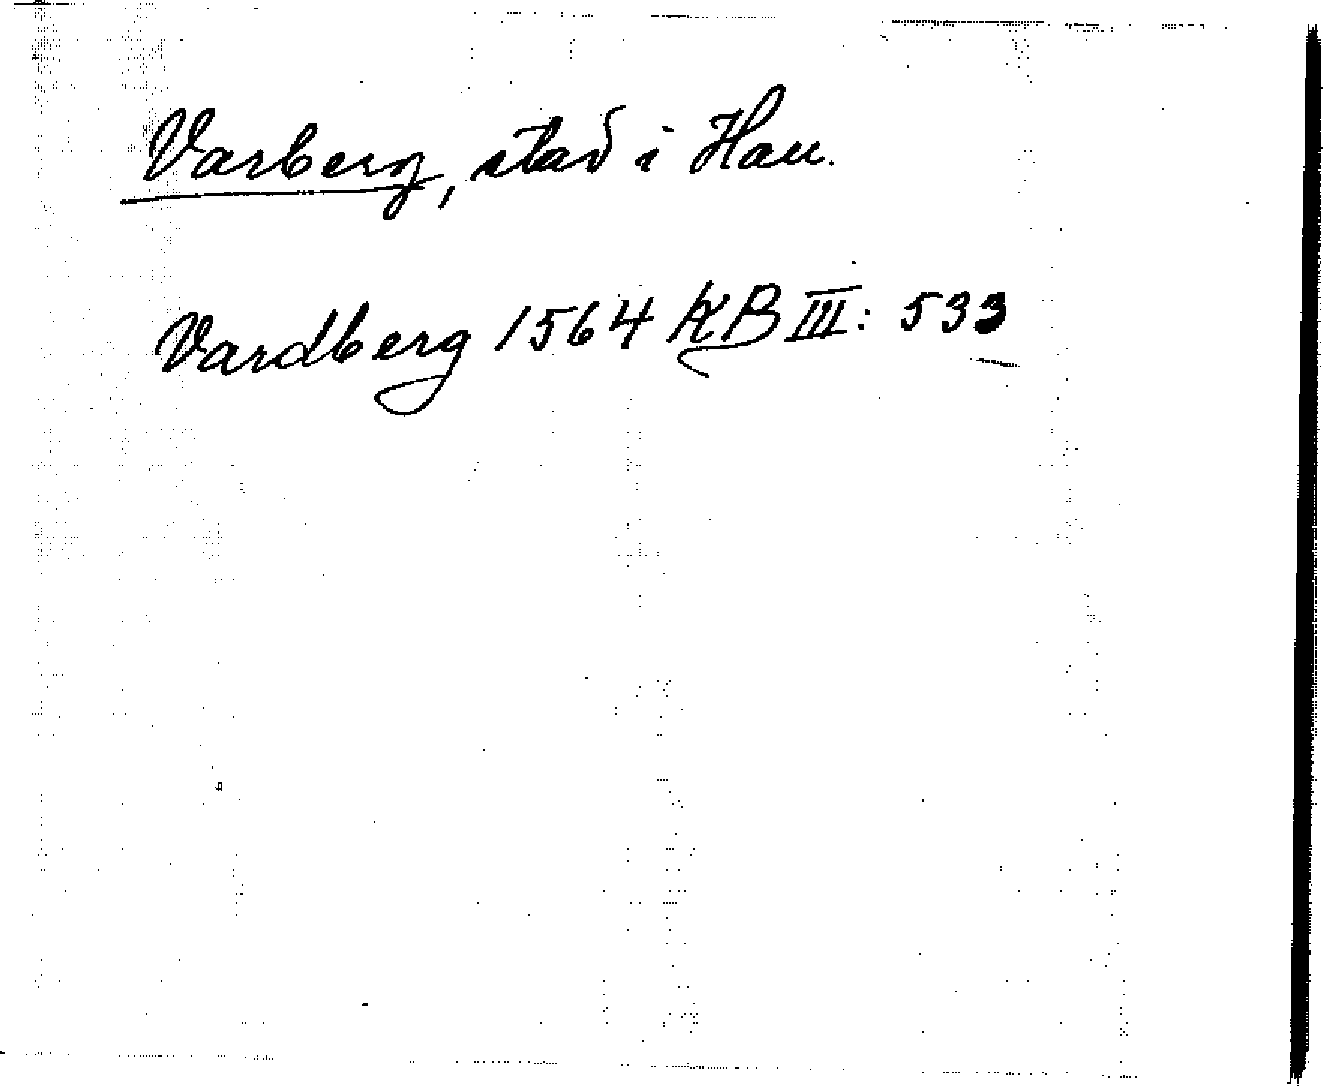 Varberg, stad i Hall.
Vardberg 1564 KB III: 533